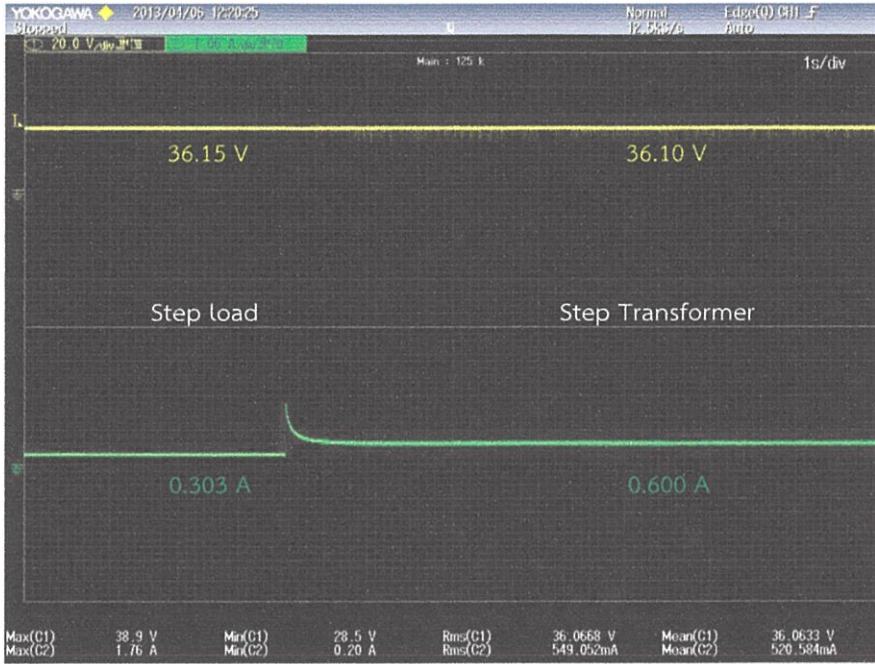 YOKOGAWA 2013/04/06 12:20:25 Normal Edge(Q) CH1
Stopped 12.5kS/s Auto
20.0 V/div
Main : 125 k 1s/div
36.15 V 36.10 V
Step load Step Transformer
0.303 A 0.600 A
Max(C1) 38.9 V Min(C1) 28.5 V Rms(C1) 36.0668 V Mean(C1) 36.0633 V
Max(C2) 1.76 A Min(C2) 0.20 A Rms(C2) 549.052mA Mean(C2) 520.584mA